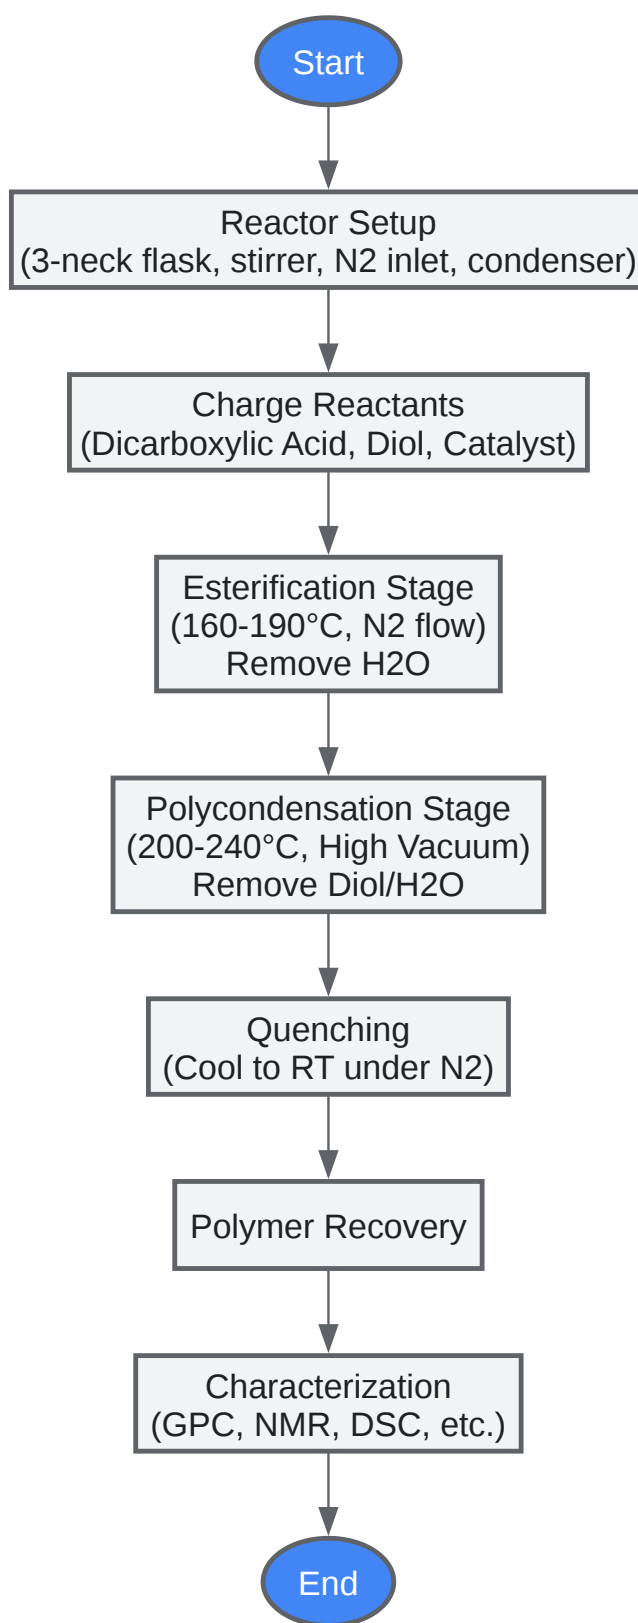 Start
Reactor Setup
(3-neck flask, stirrer, N2 inlet, condenser)
Charge Reactants
(Dicarboxylic Acid, Diol, Catalyst)
Esterification Stage
(160-190°C, N2 flow)
Remove H2O
Polycondensation Stage
(200-240°C, High Vacuum)
Remove Diol/H2O
Quenching
(Cool to RT under N2)
Polymer Recovery
Characterization
(GPC, NMR, DSC, etc.)
End